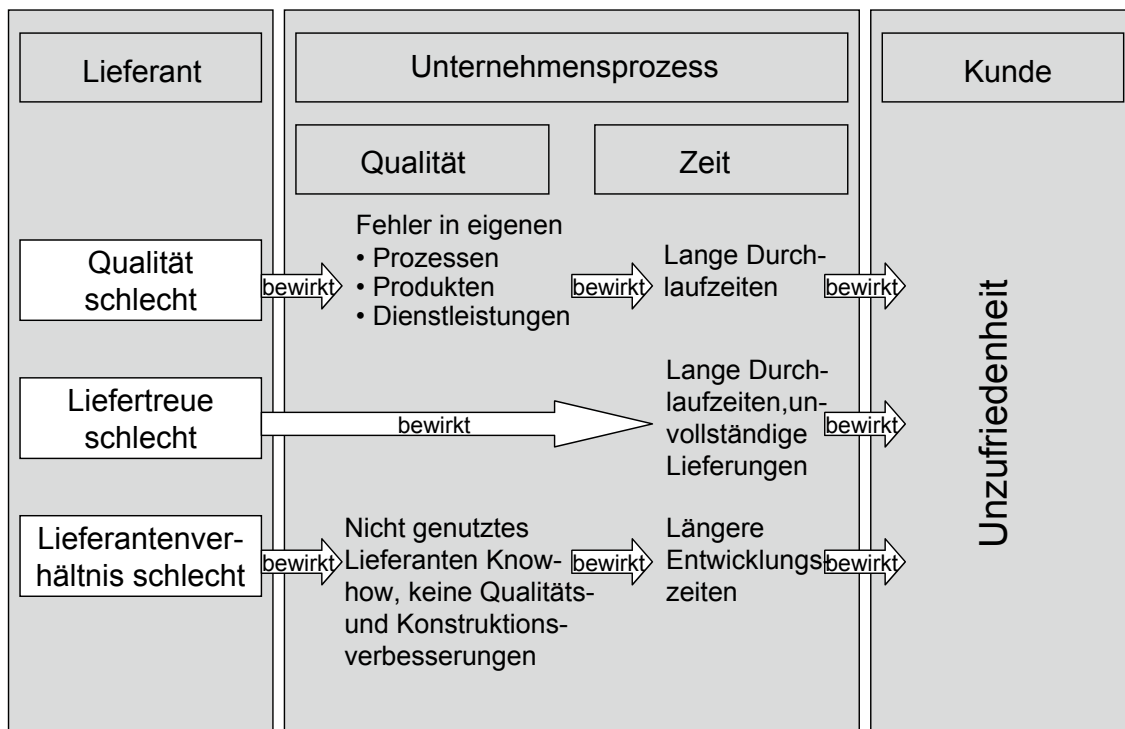 Lieferant
Unternehmensprozess
Kunde
Qualität
Zeit
Qualität
schlecht
bewirkt
Fehler in eigenen
• Prozessen
• Produkten
• Dienstleistungen
bewirkt
Lange Durch-
laufzeiten
bewirkt
Liefertreue
schlecht
bewirkt
Lange Durch-
laufzeiten,un-
vollständige
Lieferungen
bewirkt
Lieferantenver-
hältnis schlecht
bewirkt
Nicht genutztes
Lieferanten Know-
how, keine Qualitäts-
und Konstruktions-
verbesserungen
bewirkt
Längere
Entwicklungs-
zeiten
bewirkt
Unzufriedenheit